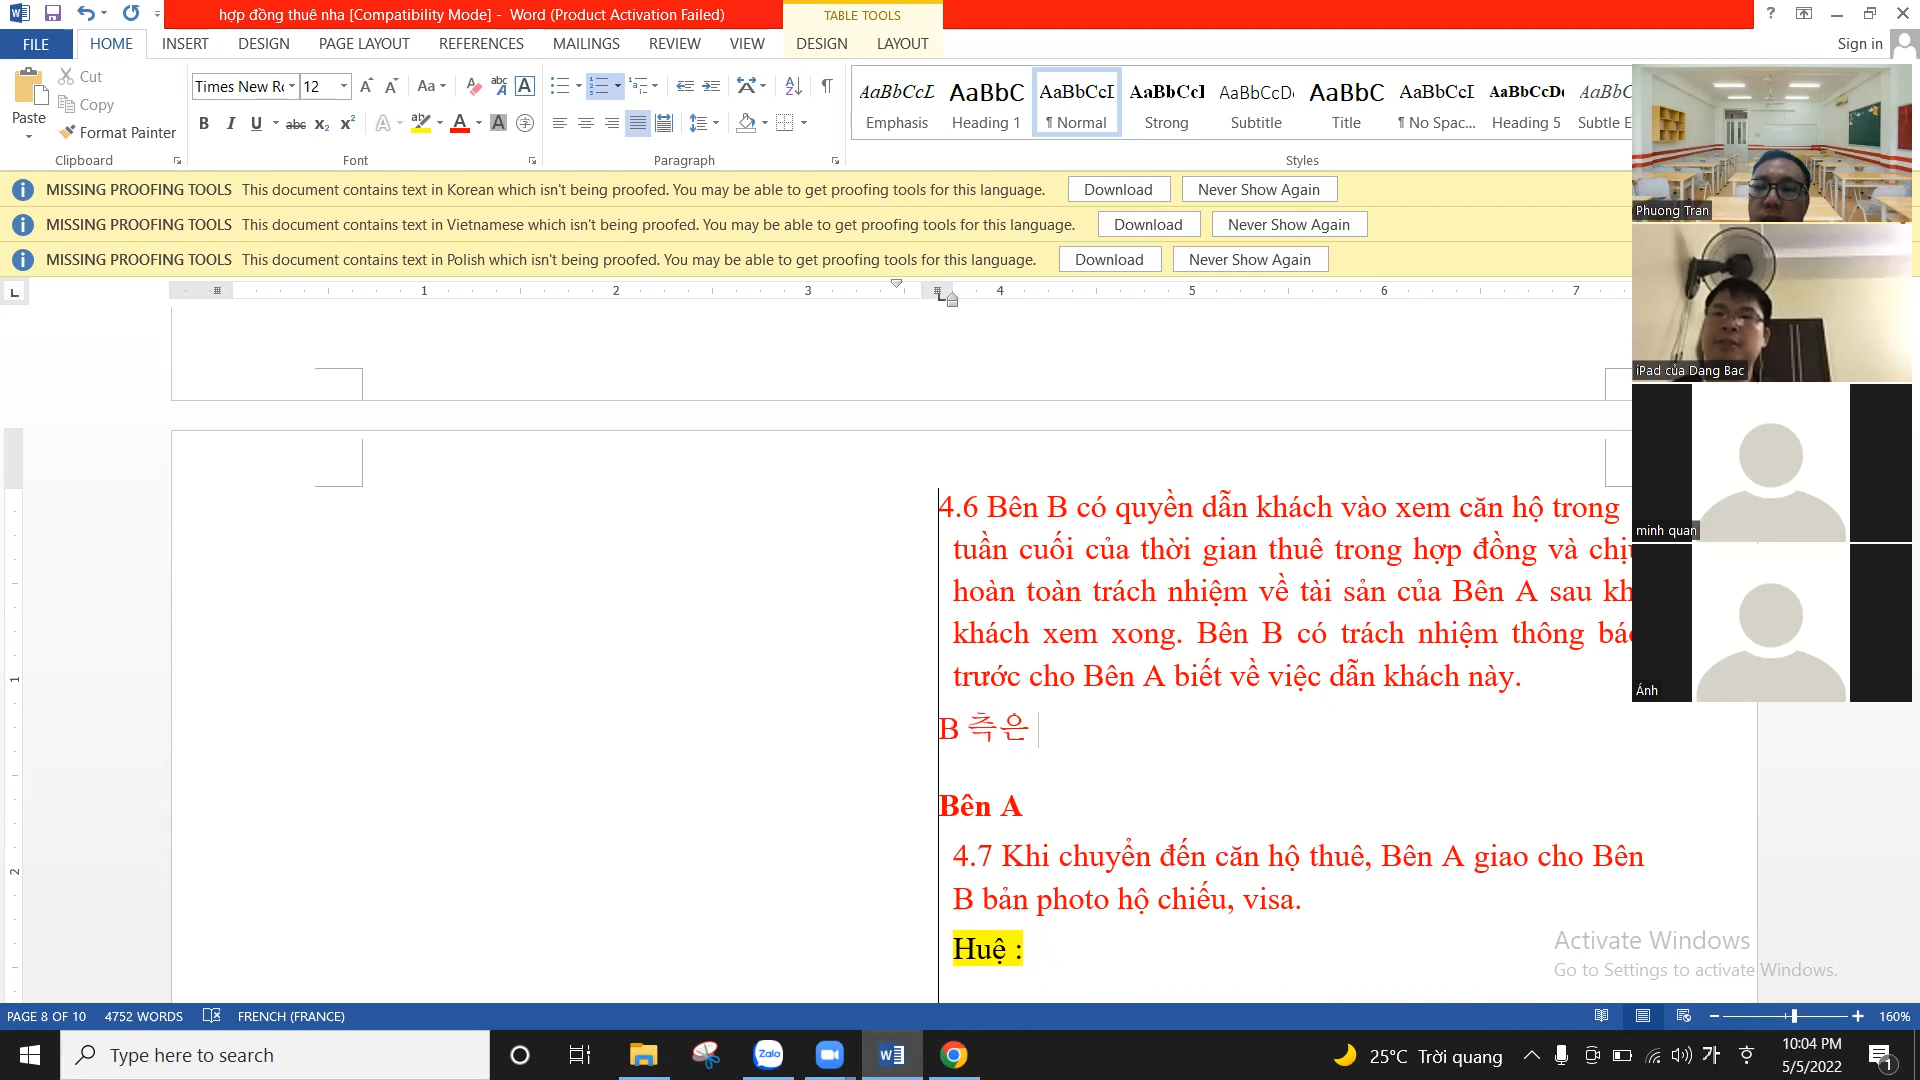 hợp đồng thuê nha [Compatibility Mode] - Word (Product Activation Failed)
TABLE TOOLS
FILE HOME INSERT DESIGN PAGE LAYOUT REFERENCES MAILINGS REVIEW VIEW DESIGN LAYOUT Sign in
Paste
Cut
Copy
Format Painter
Times New Ro 12
AaBbCcL AaBbC AaBbCcI AaBbCcI AaBbCcD AaBbC AaBbCcI AaBbCcD AaBbC
Emphasis Heading 1 ¶ Normal Strong Subtitle Title ¶ No Spac... Heading 5 Subtle E
Clipboard Font Paragraph Styles
MISSING PROOFING TOOLS This document contains text in Korean which isn't being proofed. You may be able to get proofing tools for this language. Download Never Show Again
MISSING PROOFING TOOLS This document contains text in Vietnamese which isn't being proofed. You may be able to get proofing tools for this language. Download Never Show Again
MISSING PROOFING TOOLS This document contains text in Polish which isn't being proofed. You may be able to get proofing tools for this language. Download Never Show Again
1 2 3 4 5 6 7
Phuong Tran
iPad của Dang Bac
minh quan
Ánh
4.6 Bên B có quyền dẫn khách vào xem căn hộ trong
tuần cuối của thời gian thuê trong hợp đồng và chị
hoàn toàn trách nhiệm về tài sản của Bên A sau kh
khách xem xong. Bên B có trách nhiệm thông bá
trước cho Bên A biết về việc dẫn khách này.
B 측은
Bên A
4.7 Khi chuyển đến căn hộ thuê, Bên A giao cho Bên
B bản photo hộ chiếu, visa.
Huệ :
1
2
Activate Windows
Go to Settings to activate Windows.
PAGE 8 OF 10 4752 WORDS FRENCH (FRANCE) 160%
Type here to search
Zalo
25°C Trời quang
가
10:04 PM
5/5/2022
1